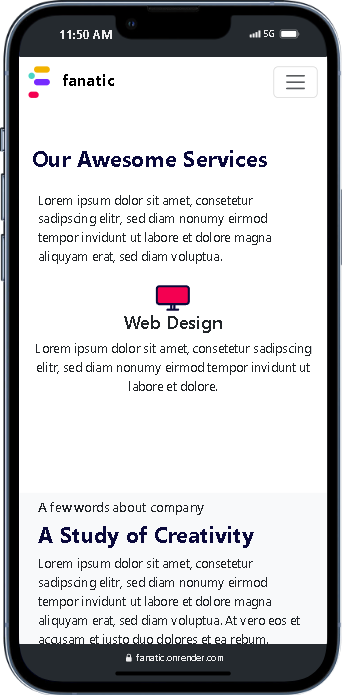 11:50 AM
5G
fanatic
Our Awesome Services
Lorem ipsum dolor sit amet, consetetur
sadipscing elitr, sed diam nonumy eirmod
tempor invidunt ut labore et dolore magna
aliquyam erat, sed diam voluptua.
Web Design
Lorem ipsum dolor sit amet, consetetur sadipscing
elitr, sed diam nonumy eirmod tempor invidunt ut
labore et dolore.
A few words about company
A Study of Creativity
Lorem ipsum dolor sit amet, consetetur
sadipscing elitr, sed diam nonumy eirmod
tempor invidunt ut labore et dolore magna
aliquyam erat, sed diam voluptua. At vero eos et
accusam et iusto duo dolores et ea rebum.
fanatic.onrender.com